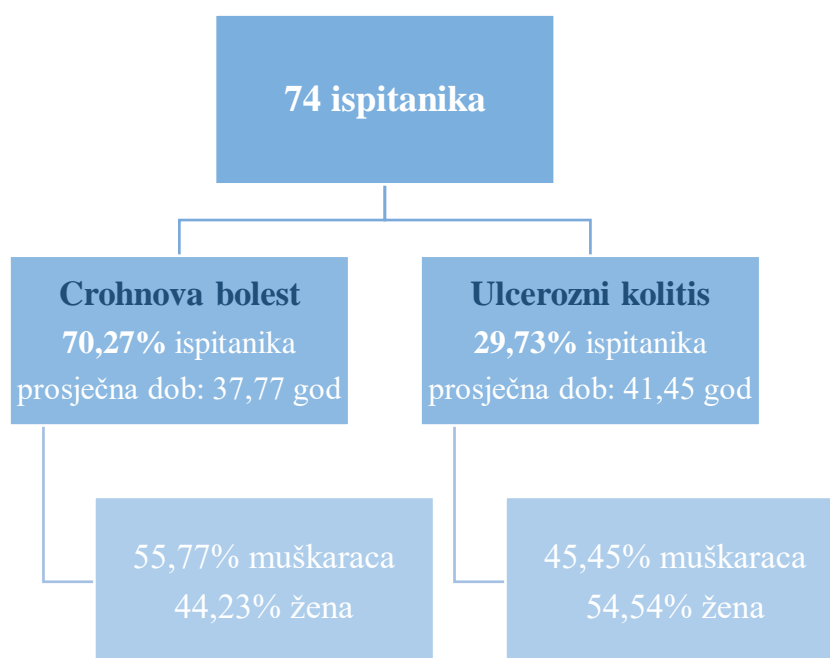 74 ispitanika
Crohnova bolest
70,27% ispitanika
prosječna dob: 37,77 god
Ulcerozni kolitis
29,73% ispitanika
prosječna dob: 41,45 god
55,77% muškaraca
44,23% žena
45,45% muškaraca
54,54% žena